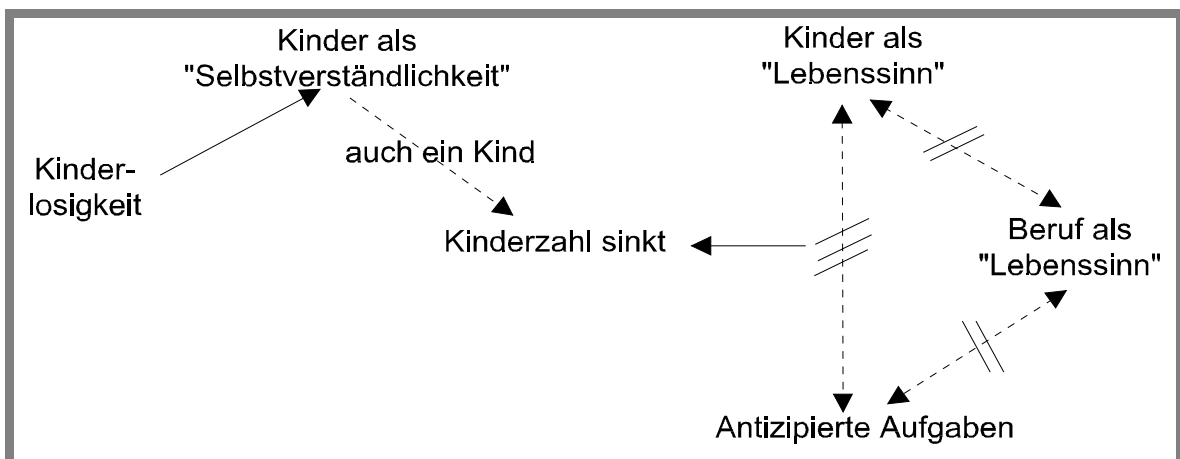 Kinder als
"Selbstverständlichkeit"
Kinder als
"Lebenssinn"
auch ein Kind
Kinder-
losigkeit
Kinderzahl sinkt
Beruf als
"Lebenssinn"
Antizipierte Aufgaben